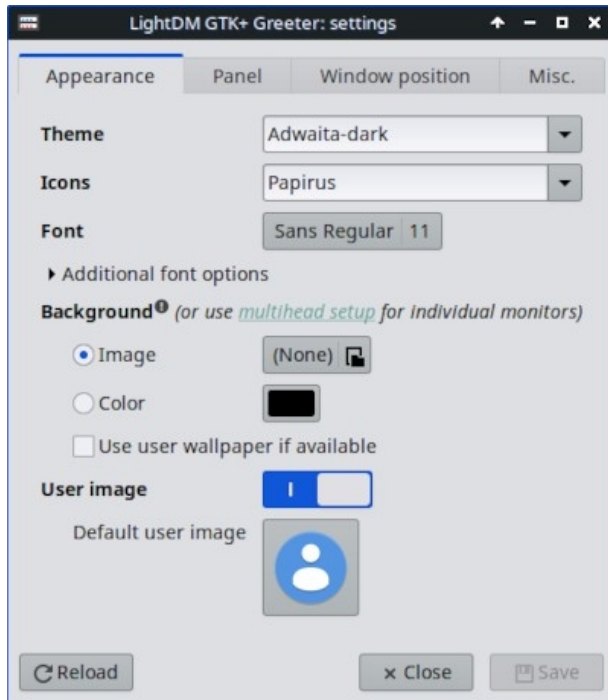 LightDM GTK+ Greeter: settings
Appearance Panel Window position Misc.
Theme Adwaita-dark
Icons Papirus
Font Sans Regular 11
Additional font options
Background (or use multihead setup for individual monitors)
Image (None)
Color
Use user wallpaper if available
User image
Default user image
Reload Close Save